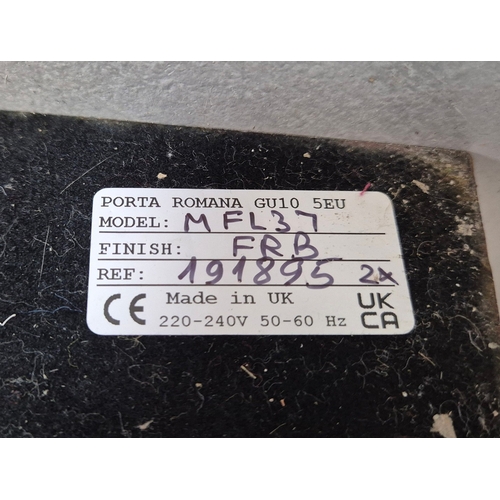 PORTA ROMANA GU10 5EU
MODEL: MFL37
FINISH: FRB
REF: 191895 2x
CE Made in UK UK
220-240V 50-60 Hz CA